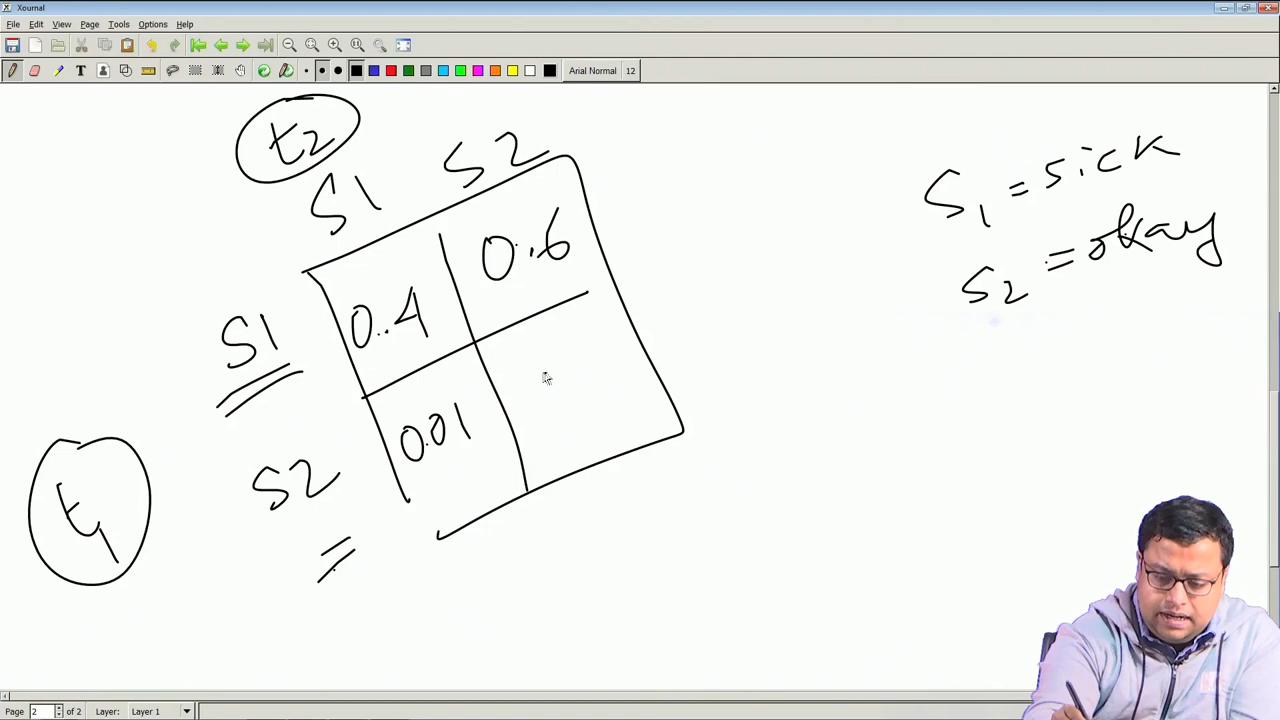 Xournal
File Edit View Page Tools Options Help
Arial Normal 12
t2
S1 S2
S1 = sick
S2 = okay
S1 0.4 0.6
S2 0.01
t1
Page 2 of 2 Layer: Layer 1